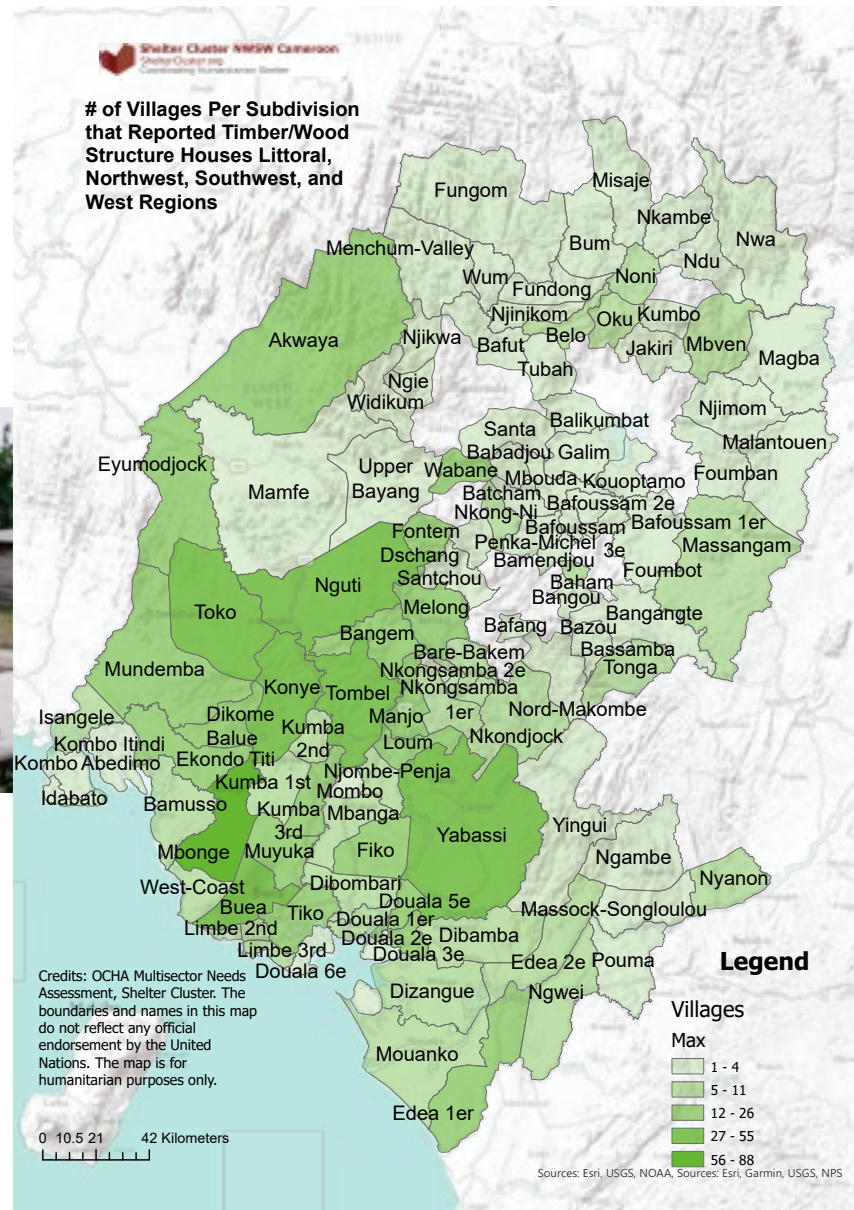 Shelter Cluster NWSW Cameroon
ShelterCluster.org
Coordinating Humanitarian Shelter
# of Villages Per Subdivision
that Reported Timber/Wood
Structure Houses Littoral,
Northwest, Southwest, and
West Regions
Misaje
Fungom
Nkambe
Nwa
Bum
Menchum-Valley
Ndu
Wum
Noni
Fundong
Njinikom
Oku
Kumbo
Akwaya
Njikwa
Bafut
Belo
Jakiri
Mbven
Magba
Tubah
Ngie
Widikum
Njimom
Santa
Balikumbat
Malantouen
Babadjou
Galim
Eyumodjock
Upper
Bayang
Wabane
Mbouda
Kouoptamo
Foumban
Mamfe
Batcham
Nkong-Ni
Bafoussam 2e
Bafoussam
3e
Bafoussam 1er
Fontem
Penka-Michel
Massangam
Dschang
Bamendjou
Foumbot
Santchou
Baham
Nguti
Bangou
Toko
Melong
Bangangte
Bafang
Bazou
Bangem
Bassamba
Bare-Bakem
Tonga
Mundemba
Nkongsamba 2e
Konye
Tombel
Nkongsamba
1er
Nord-Makombe
Isangele
Dikome
Balue
Manjo
Kumba
2nd
Nkondjock
Kombo Itindi
Loum
Kombo Abedimo
Ekondo Titi
Njombe-Penja
Kumba 1st
Mombo
Idabato
Bamusso
Kumba
3rd
Mbanga
Yabassi
Yingui
Mbonge
Muyuka
Fiko
Ngambe
West-Coast
Dibombari
Nyanon
Buea
Douala 5e
Massock-Songloulou
Tiko
Douala 1er
Limbe 2nd
Douala 2e
Dibamba
Limbe 3rd
Douala 3e
Edea 2e
Pouma
Douala 6e
Dizangue
Ngwei
Mouanko
Edea 1er
Credits: OCHA Multisector Needs
Assessment, Shelter Cluster. The
boundaries and names in this map
do not reflect any official
endorsement by the United
Nations. The map is for
humanitarian purposes only.
0 10.5 21 42 Kilometers
Legend
Villages
Max
1 - 4
5 - 11
12 - 26
27 - 55
56 - 88
Sources: Esri, USGS, NOAA, Sources: Esri, Garmin, USGS, NPS